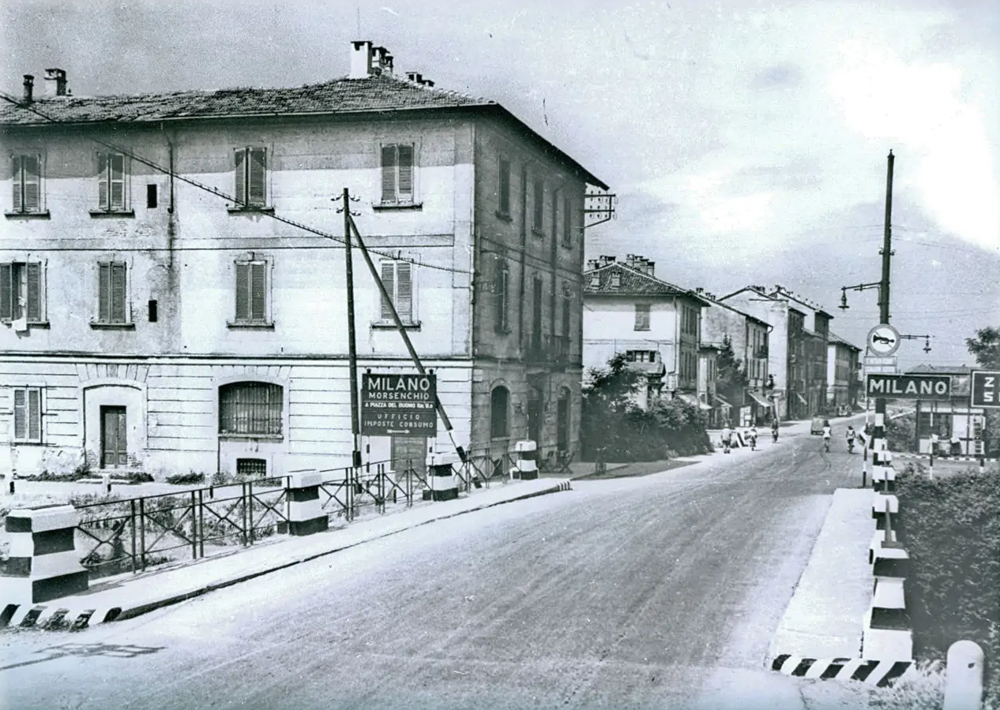 MILANO
MORSENCHIO
A PIAZZA DEL DUOMO
UFFICIO
IMPOSTE CONSUMO
MILANO
Z
S